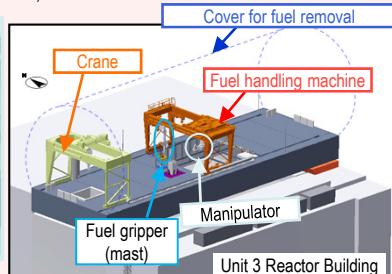 Cover for fuel removal
Crane
Fuel handling machine
N
Manipulator
Fuel gripper
(mast)
Unit 3 Reactor Building